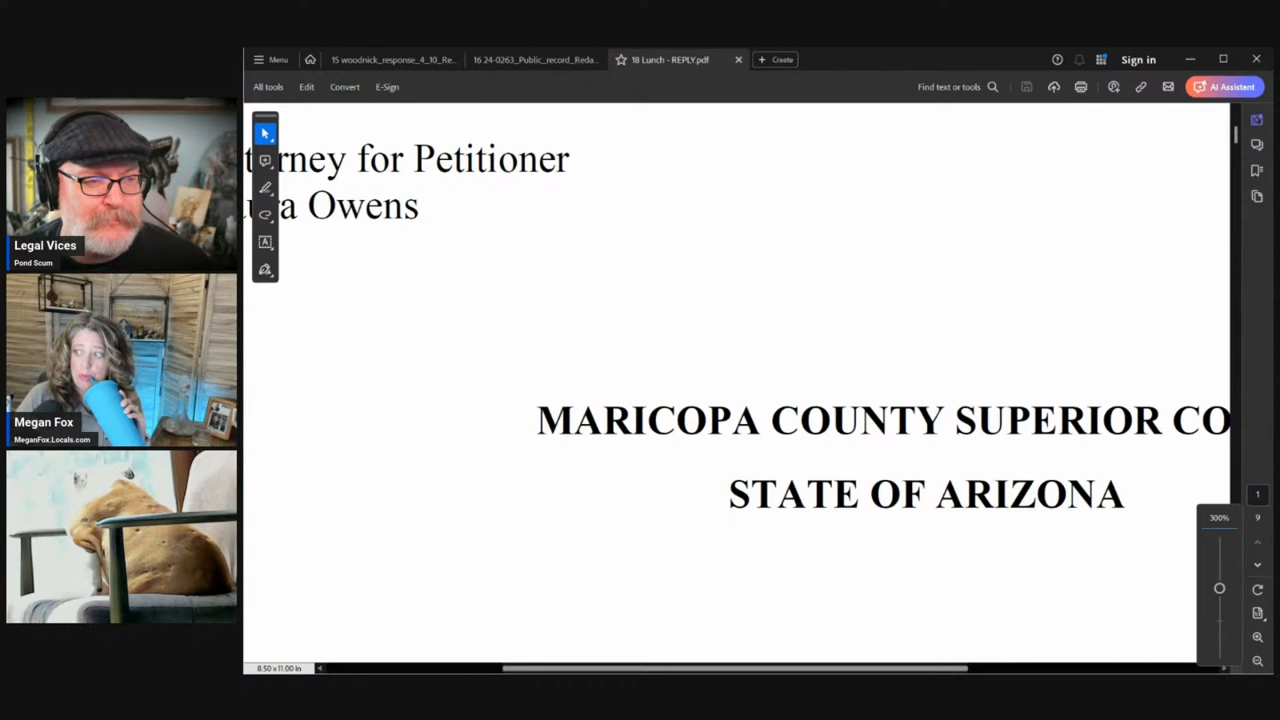 Menu
15 woodnick_response_4_10_Re...
16 24-0263_Public_record_Reda...
18 Lunch - REPLY.pdf
Create
Sign in
All tools
Edit
Convert
E-Sign
Find text or tools
AI Assistant
torney for Petitioner
ura Owens
MARICOPA COUNTY SUPERIOR CO
STATE OF ARIZONA
Legal Vices
Pond Scum
Megan Fox
MeganFox.Locals.com
1
9
300%
8.50 x 11.00 in